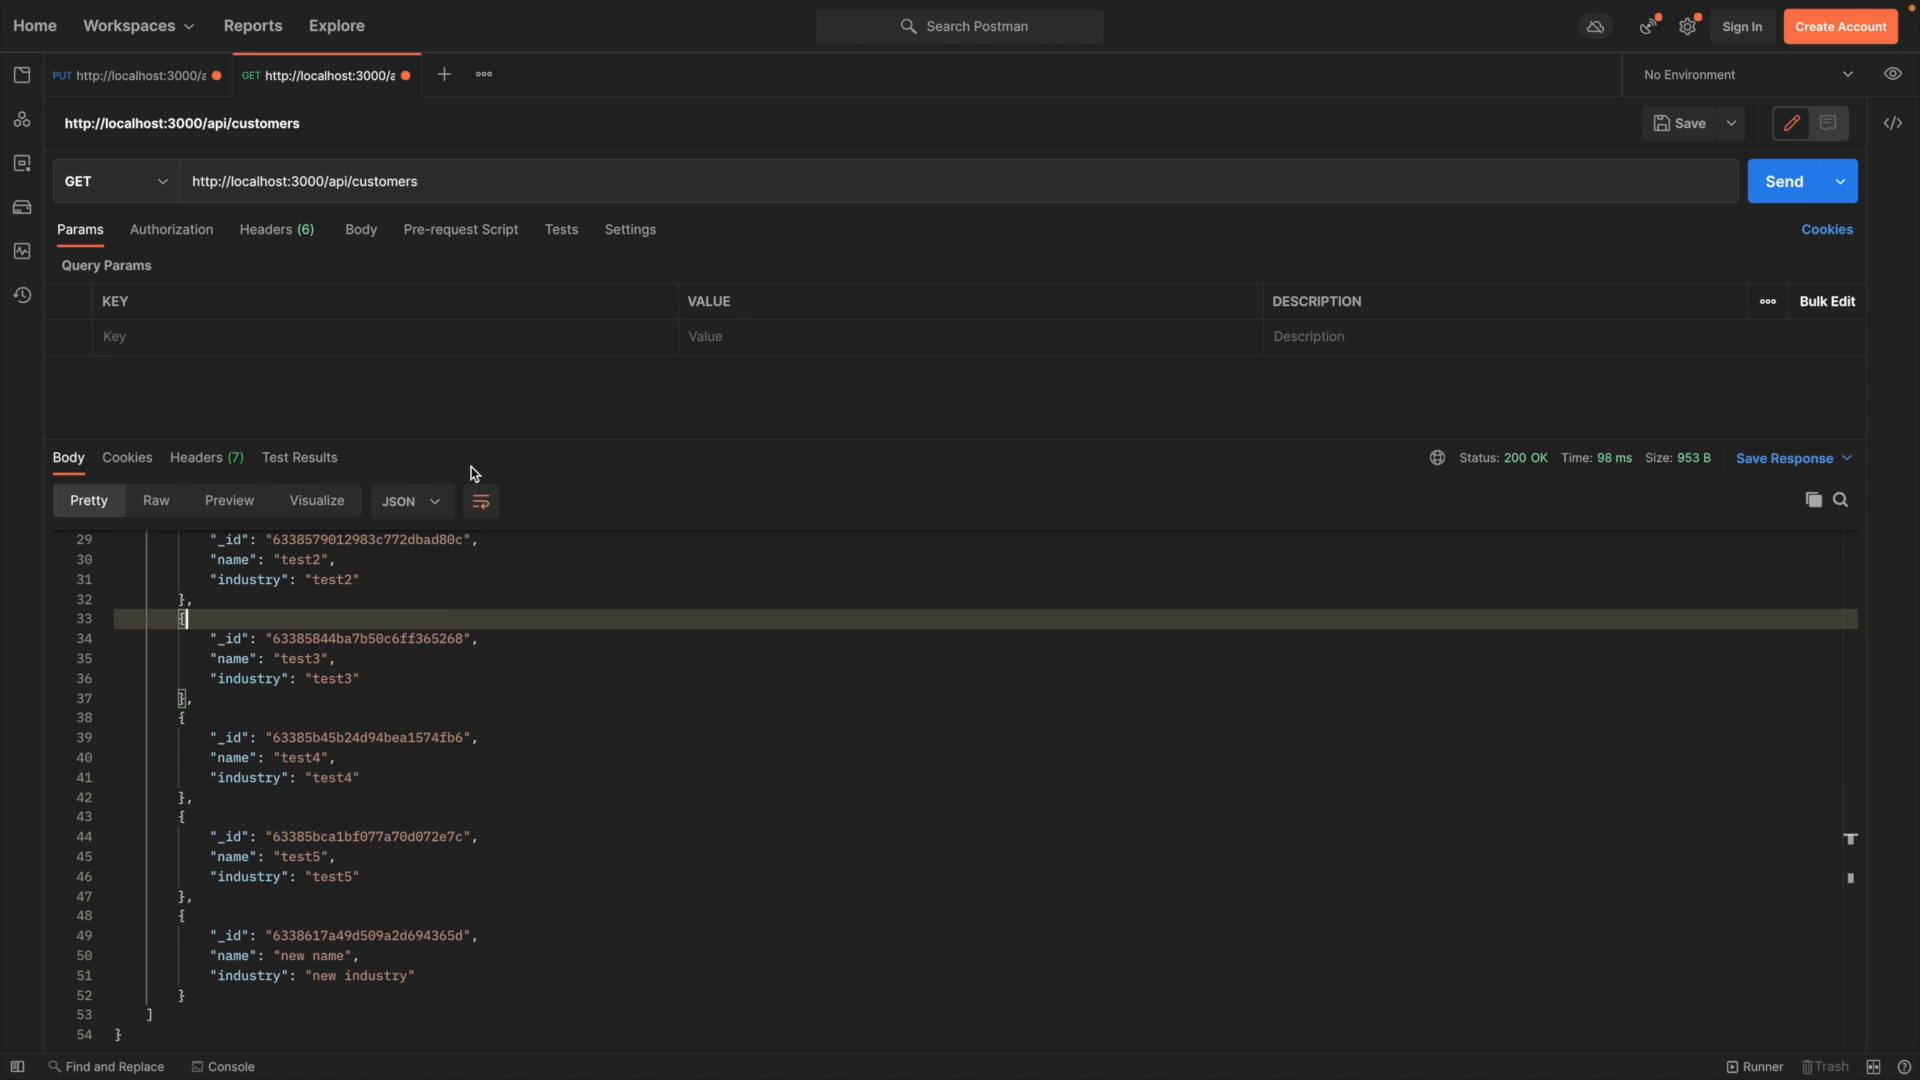 Home Workspaces Reports Explore Search Postman Sign In Create Account
PUT http://localhost:3000/a GET http://localhost:3000/a No Environment
http://localhost:3000/api/customers Save
GET http://localhost:3000/api/customers Send
Params Authorization Headers (6) Body Pre-request Script Tests Settings Cookies
Query Params
KEY VALUE DESCRIPTION Bulk Edit
Key Value Description
Body Cookies Headers (7) Test Results Status: 200 OK Time: 98 ms Size: 953 B Save Response
Pretty Raw Preview Visualize JSON
29 "_id": "6338579012983c772dbad80c",
30 "name": "test2",
31 "industry": "test2"
32 },
33 {
34 "_id": "63385844ba7b50c6ff365268",
35 "name": "test3",
36 "industry": "test3"
37 },
38 {
39 "_id": "63385b45b24d94bea1574fb6",
40 "name": "test4",
41 "industry": "test4"
42 },
43 {
44 "_id": "63385bca1bf077a70d072e7c",
45 "name": "test5",
46 "industry": "test5"
47 },
48 {
49 "_id": "6338617a49d509a2d694365d",
50 "name": "new name",
51 "industry": "new industry"
52 }
53 ]
54 }
Find and Replace Console Runner Trash